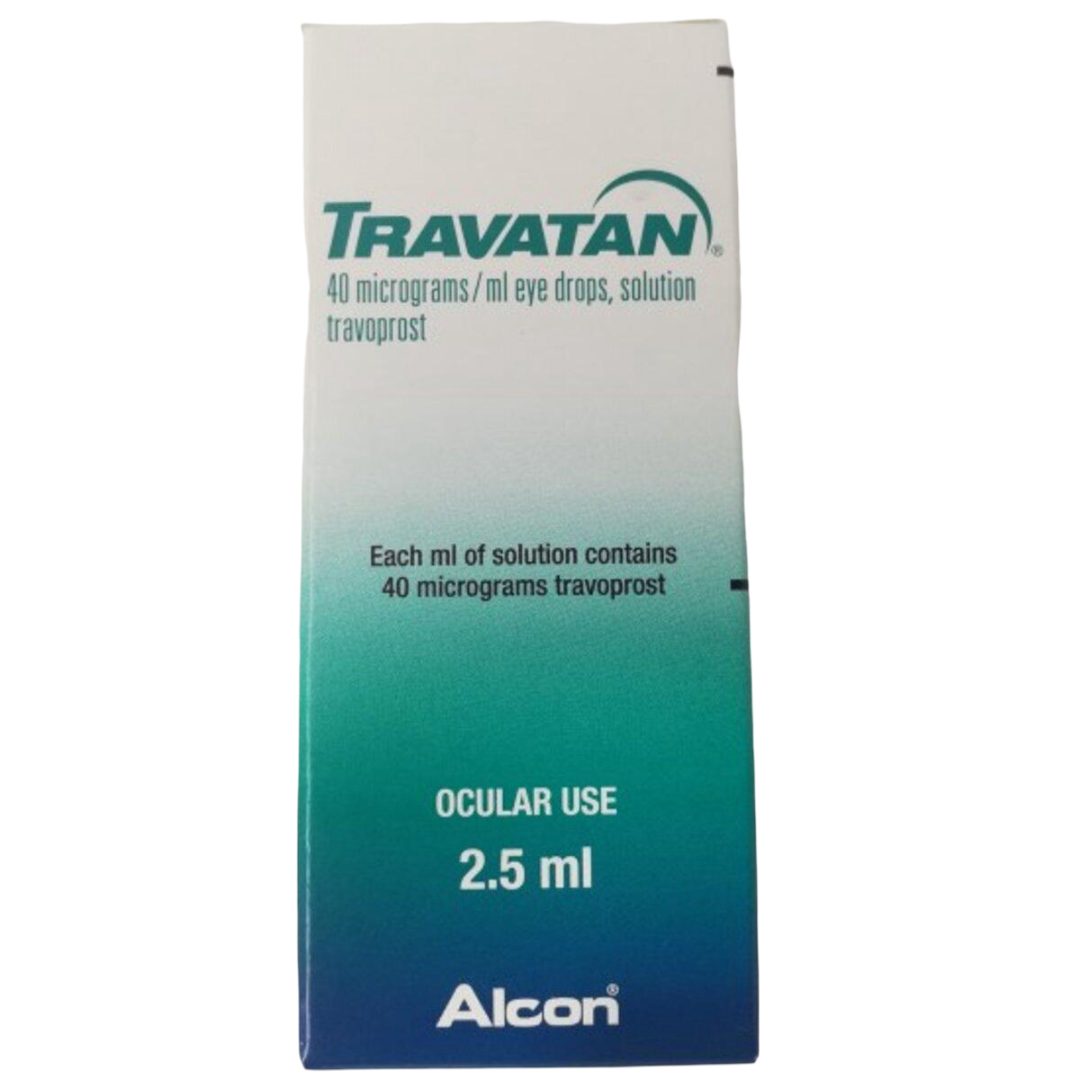 TRAVATAN®
40 micrograms/ml eye drops, solution
travoprost
Each ml of solution contains
40 micrograms travoprost
OCULAR USE
2.5 ml
Alcon®